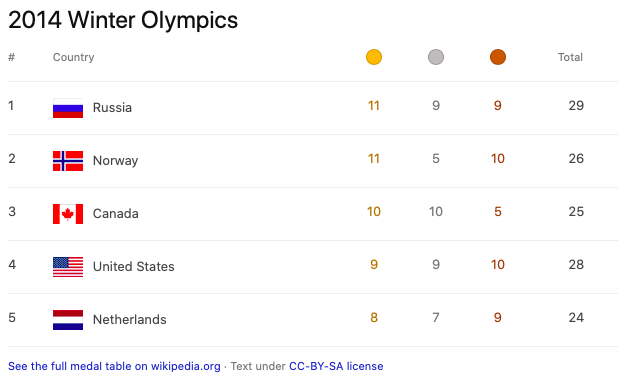 2014 Winter Olympics
# Country Total
1 Russia 11 9 9 29
2 Norway 11 5 10 26
3 Canada 10 10 5 25
4 United States 9 9 10 28
5 Netherlands 8 7 9 24
See the full medal table on wikipedia.org · Text under CC-BY-SA license